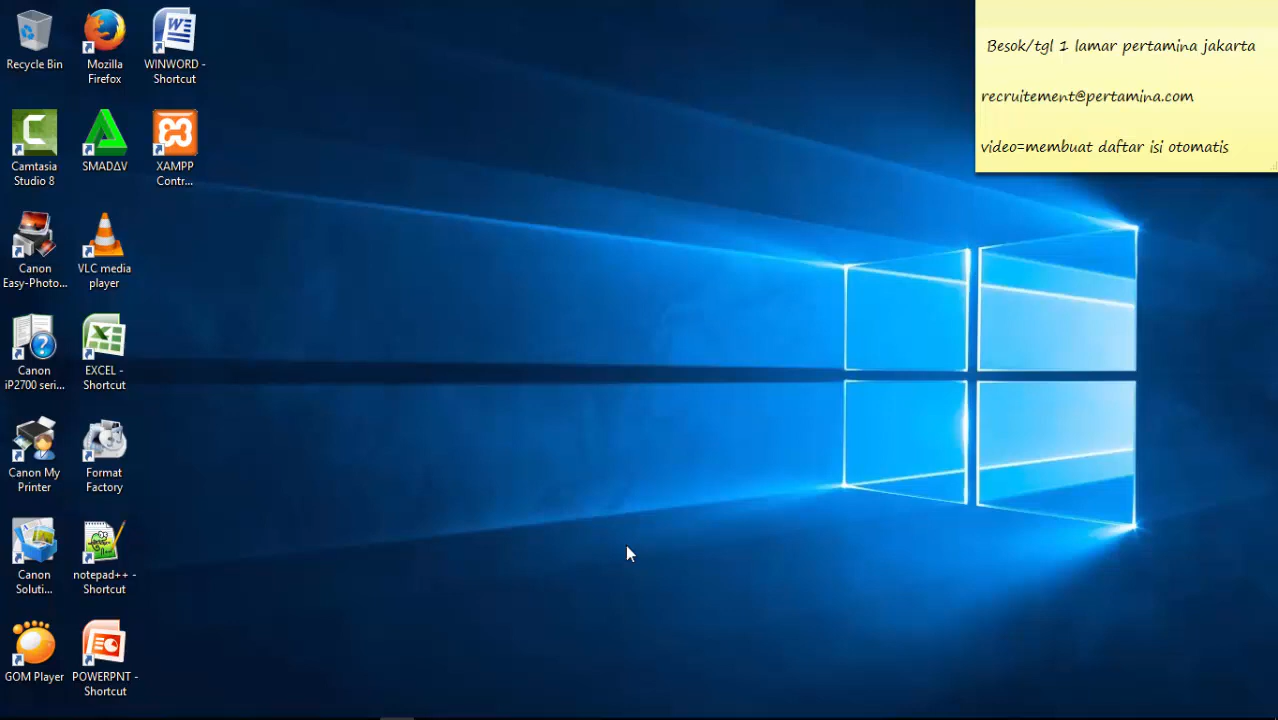 Recycle Bin
Mozilla
Firefox
WINWORD -
Shortcut
Camtasia
Studio 8
SMADΔV
XAMPP
Contr...
Canon
Easy-Photo...
VLC media
player
Canon
iP2700 seri...
EXCEL -
Shortcut
Canon My
Printer
Format
Factory
Canon
Soluti...
notepad++ -
Shortcut
GOM Player
POWERPNT -
Shortcut
Besok/tgl 1 lamar pertamina jakarta
recruitement@pertamina.com
video=membuat daftar isi otomatis